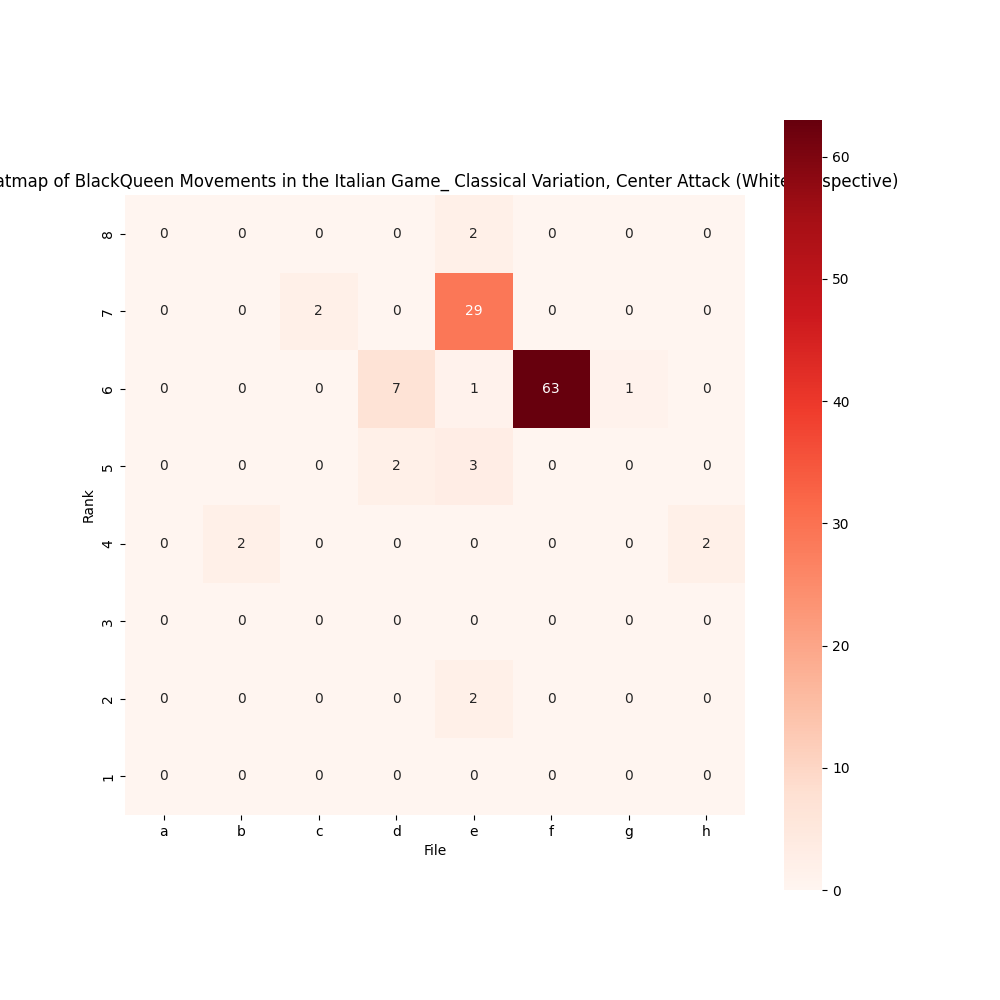 atmap of BlackQueen Movements in the Italian Game_ Classical Variation, Center Attack (White spective)
60
50
40
30
20
10
0
8 0 0 0 0 2 0 0 0
7 0 0 2 0 29 0 0 0
6 0 0 0 7 1 63 1 0
5 0 0 0 2 3 0 0 0
4 0 2 0 0 0 0 0 2
3 0 0 0 0 0 0 0 0
2 0 0 0 0 2 0 0 0
1 0 0 0 0 0 0 0 0
Rank
a b c d e f g h
File